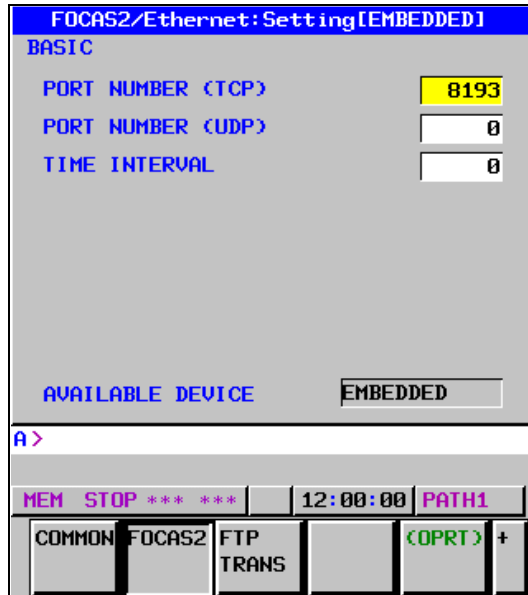 FOCAS2/Ethernet:Setting[EMBEDDED]
BASIC
PORT NUMBER (TCP) 8193
PORT NUMBER (UDP) 0
TIME INTERVAL 0
AVAILABLE DEVICE EMBEDDED
A>
MEM STOP *** *** 12:00:00 PATH1
COMMON FOCAS2 FTP (OPRT) +
TRANS